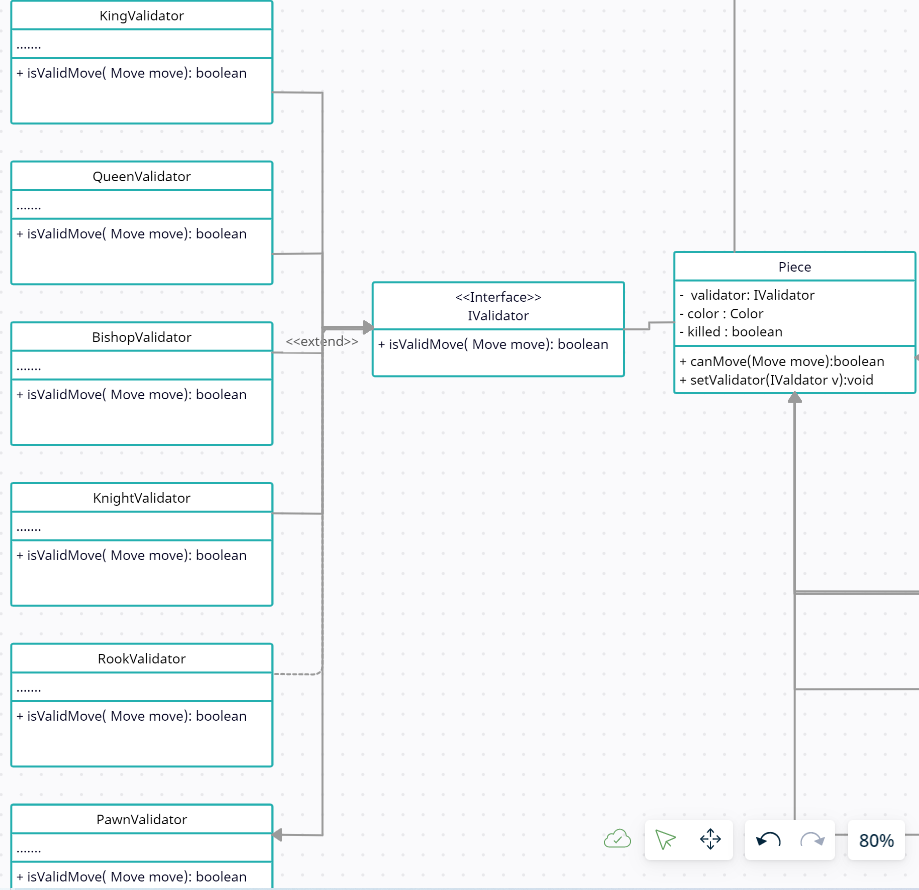 KingValidator
.......
+ isValidMove( Move move): boolean
QueenValidator
.......
+ isValidMove( Move move): boolean
BishopValidator
.......
+ isValidMove( Move move): boolean
KnightValidator
.......
+ isValidMove( Move move): boolean
RookValidator
.......
+ isValidMove( Move move): boolean
PawnValidator
.......
+ isValidMove( Move move): boolean
<<extend>>
<<Interface>>
IValidator
+ isValidMove( Move move): boolean
Piece
- validator: IValidator
- color : Color
- killed : boolean
+ canMove(Move move):boolean
+ setValidator(IValdator v):void
80%